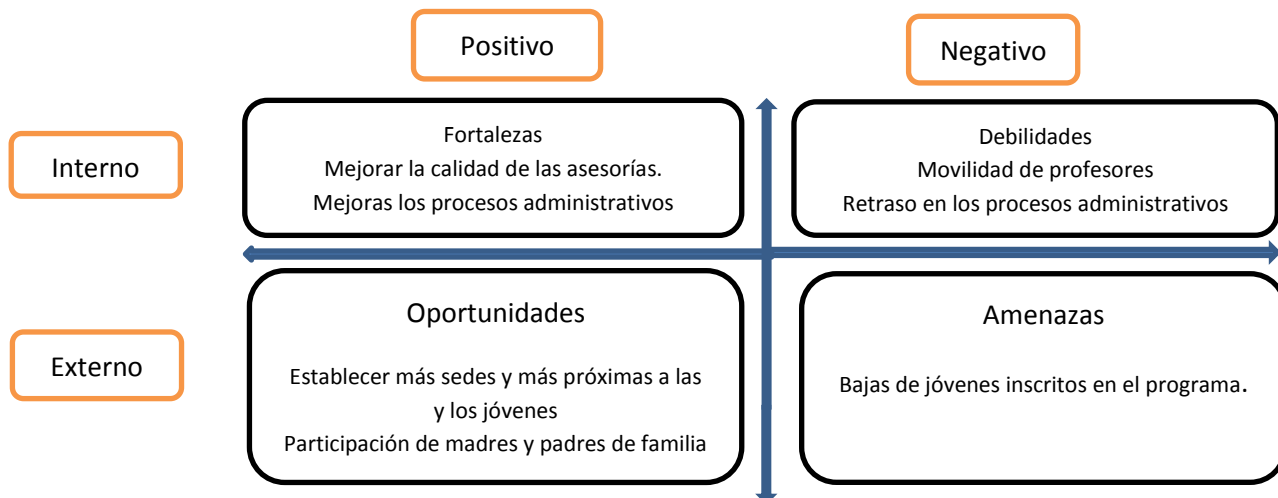 Positivo
Negativo
Interno
Fortalezas
Mejorar la calidad de las asesorías.
Mejoras los procesos administrativos
Debilidades
Movilidad de profesores
Retraso en los procesos administrativos
Externo
Oportunidades
Establecer más sedes y más próximas a las
y los jóvenes
Participación de madres y padres de familia
Amenazas
Bajas de jóvenes inscritos en el programa.